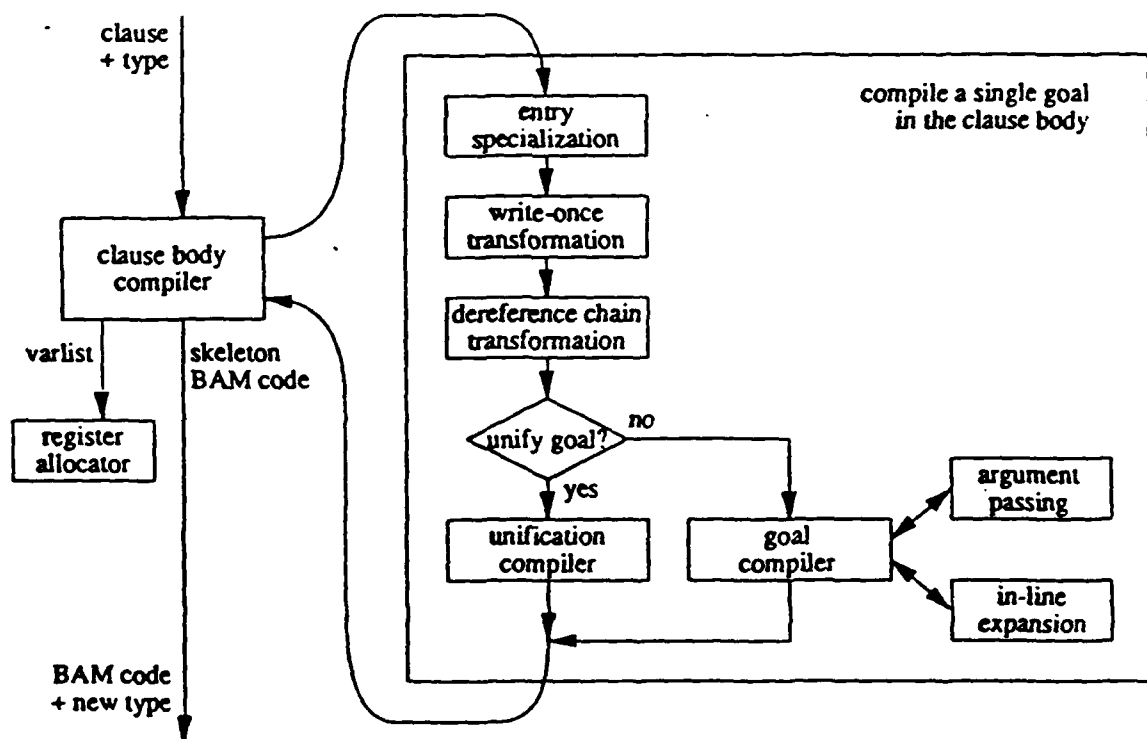 clause
+ type
compile a single goal
in the clause body
entry
specialization
write-once
transformation
clause body
compiler
dereference chain
transformation
varlist
skeleton
BAM code
register
allocator
unify goal?
no
yes
argument
passing
unification
compiler
goal
compiler
in-line
expansion
BAM code
+ new type